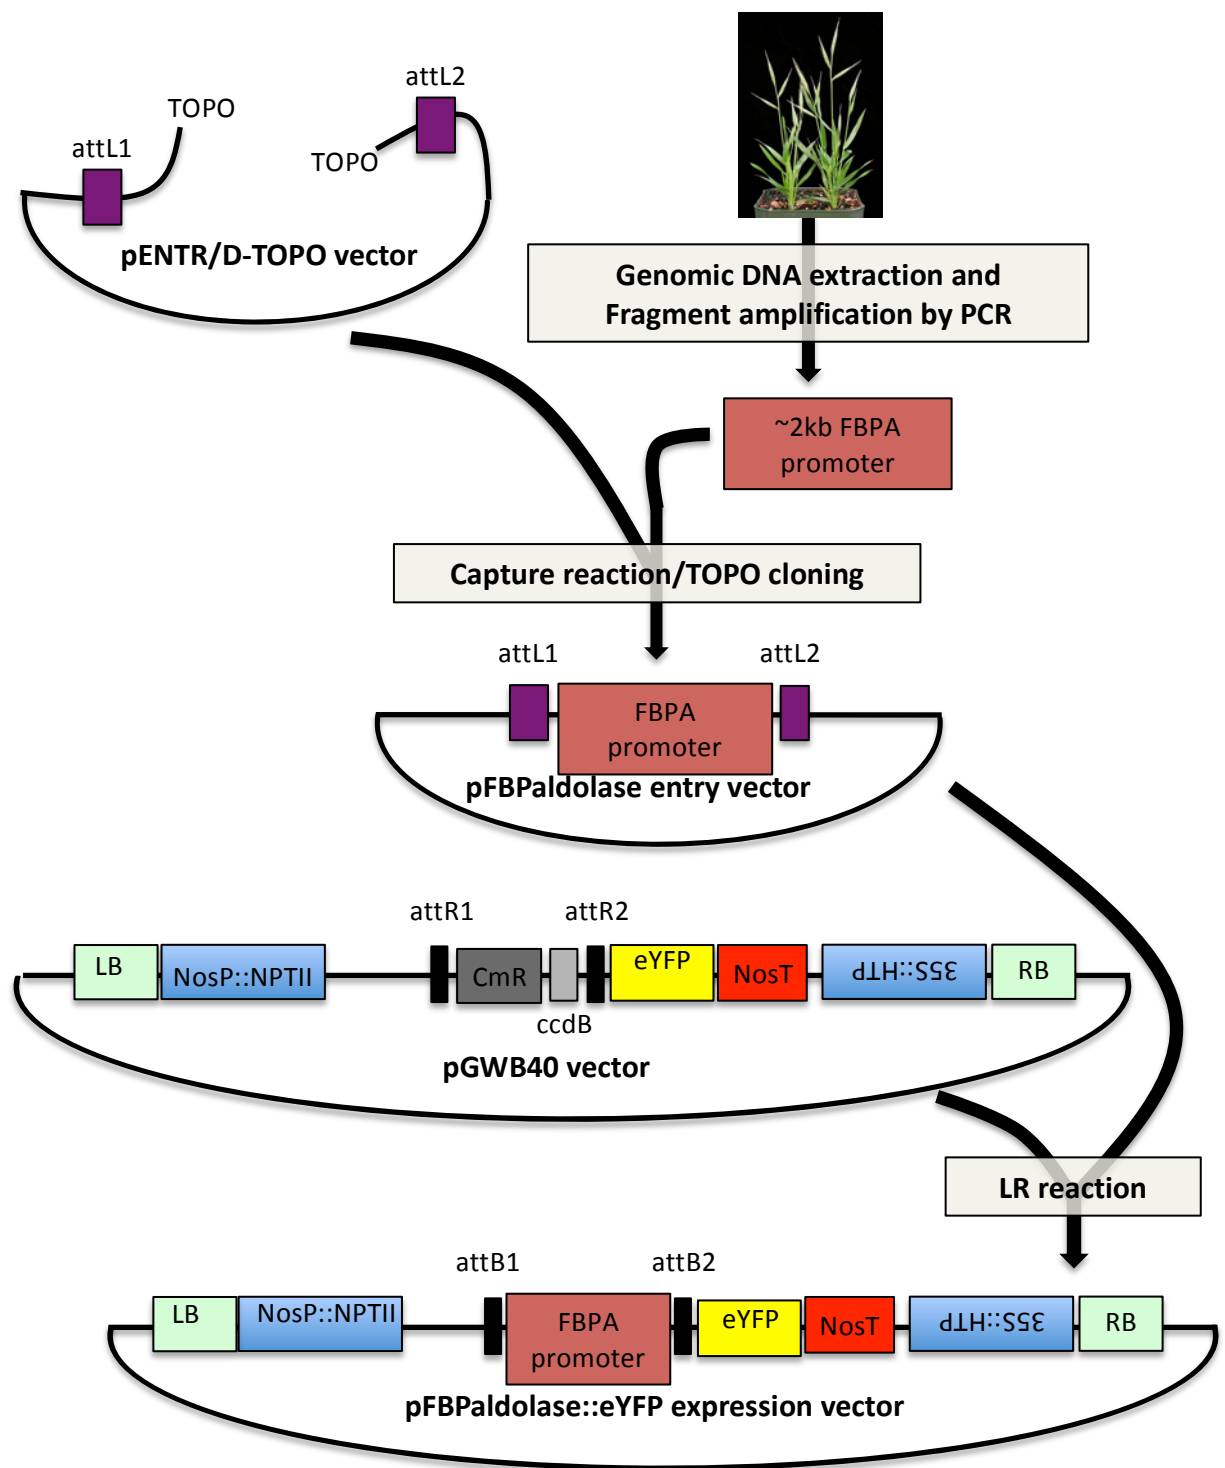 attL2
TOPO
attL1
TOPO
pENTR/D-TOPO vector
Genomic DNA extraction and
Fragment amplification by PCR
~2kb FBPA
promoter
Capture reaction/TOPO cloning
attL1
attL2
FBPA
promoter
pFBPaldolase entry vector
attR1
attR2
LB
NosP::NPTII
CmR
ccdB
eYFP
NosT
35S::HTP
RB
pGWB40 vector
LR reaction
attB1
attB2
LB
NosP::NPTII
FBPA
promoter
eYFP
NosT
35S::HTP
RB
pFBPaldolase::eYFP expression vector